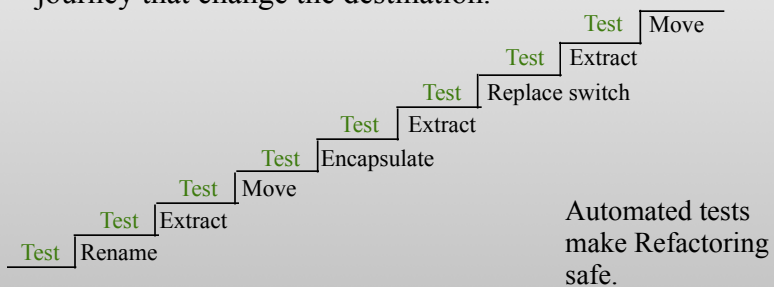 journey that change the destination.
Test Move
Test Extract
Test Replace switch
Test Extract
Test Encapsulate
Test Move
Test Extract
Test Rename
Automated tests
make Refactoring
safe.